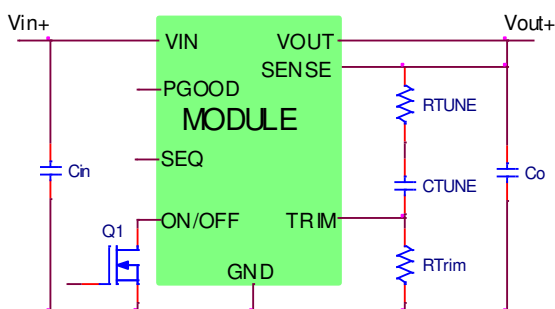 Vin+
Vout+
VIN
VOUT
SENSE
PGOOD
RTUNE
MODULE
SEQ
Cin
CTUNE
Co
Q1
ON/OFF
TRIM
GND
RTrim